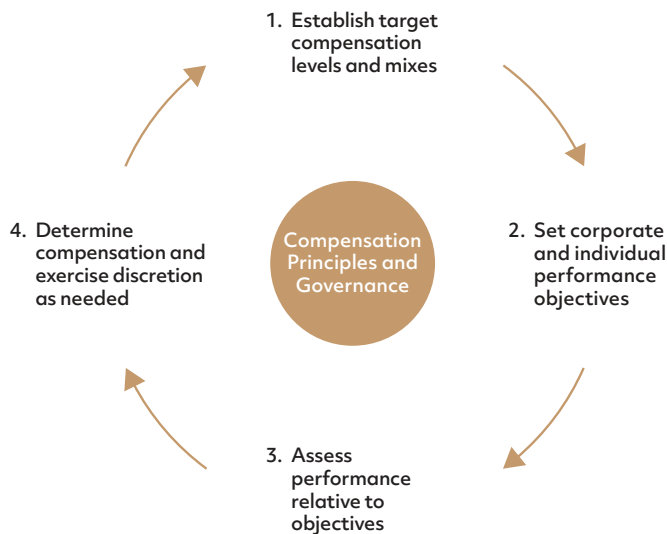 1. Establish target
compensation
levels and mixes
2. Set corporate
and individual
performance
objectives
3. Assess
performance
relative to
objectives
4. Determine
compensation and
exercise discretion
as needed
Compensation
Principles and
Governance